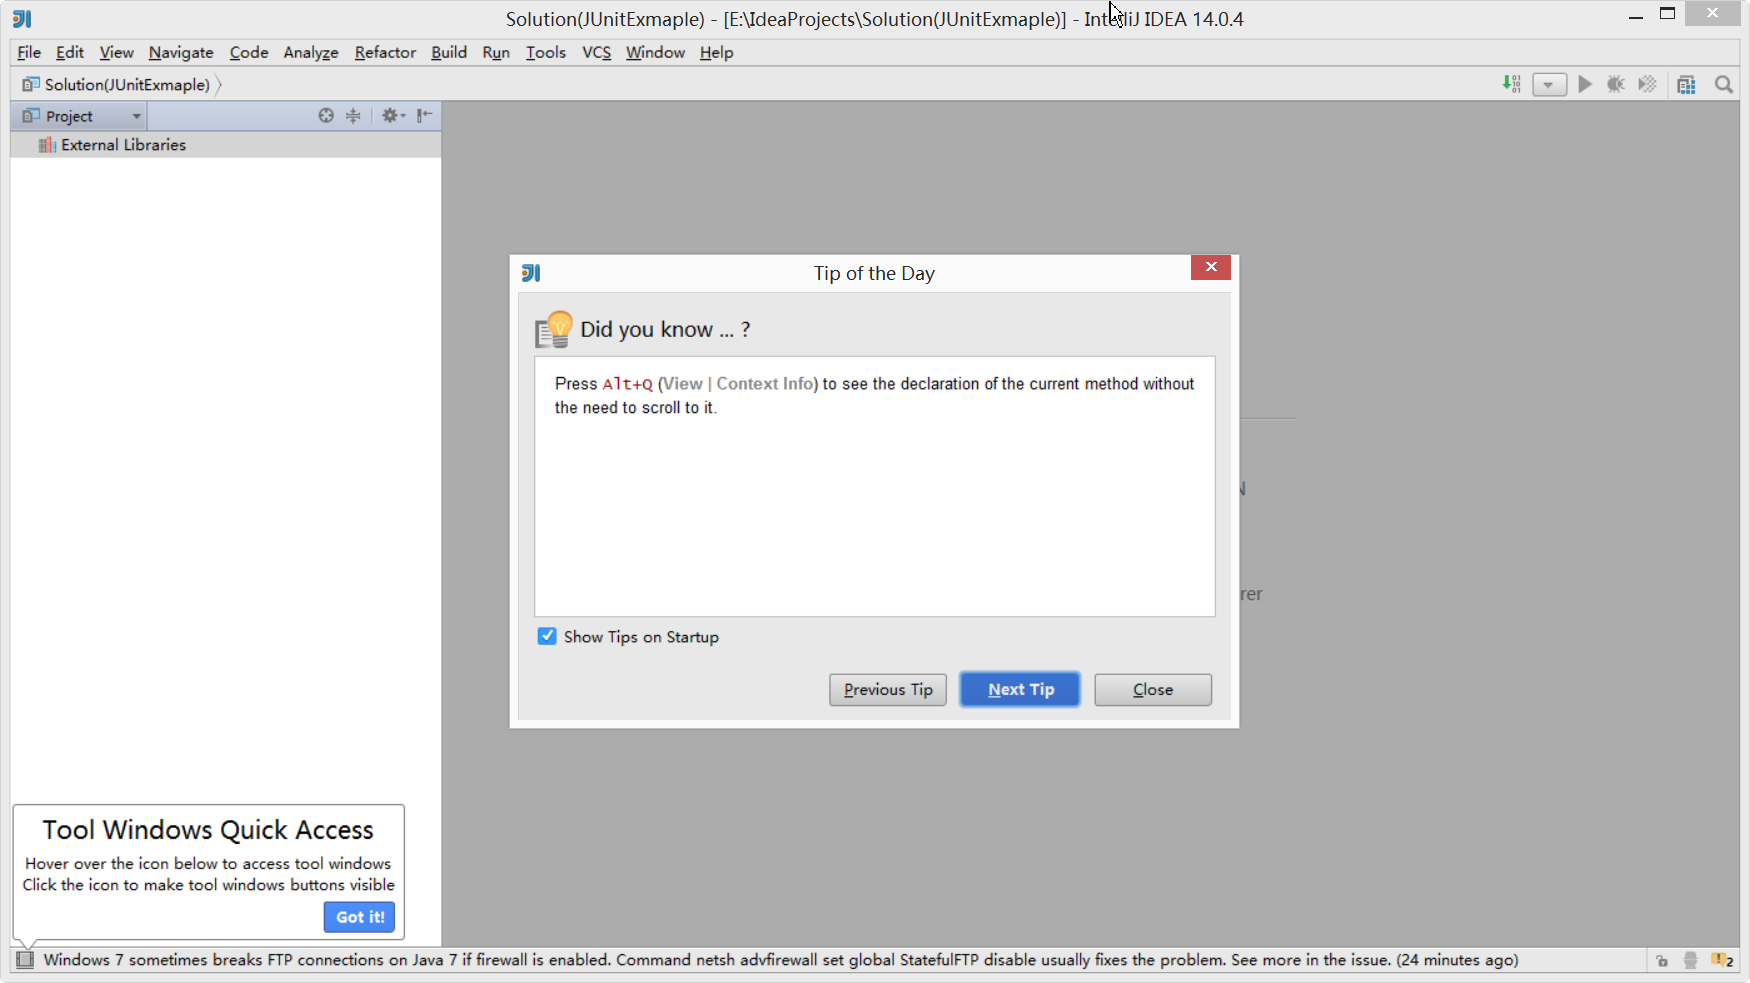 Solution(JUnitExmaple) - [E:\IdeaProjects\Solution(JUnitExmaple)] - IntelliJ IDEA 14.0.4
File Edit View Navigate Code Analyze Refactor Build Run Tools VCS Window Help
Solution(JUnitExmaple)
Project
External Libraries
Tip of the Day
Did you know ... ?
Press Alt+Q (View | Context Info) to see the declaration of the current method without
the need to scroll to it.
rer
Show Tips on Startup
Previous Tip Next Tip Close
Tool Windows Quick Access
Hover over the icon below to access tool windows
Click the icon to make tool windows buttons visible
Got it!
Windows 7 sometimes breaks FTP connections on Java 7 if firewall is enabled. Command netsh advfirewall set global StatefulFTP disable usually fixes the problem. See more in the issue. (24 minutes ago)
2